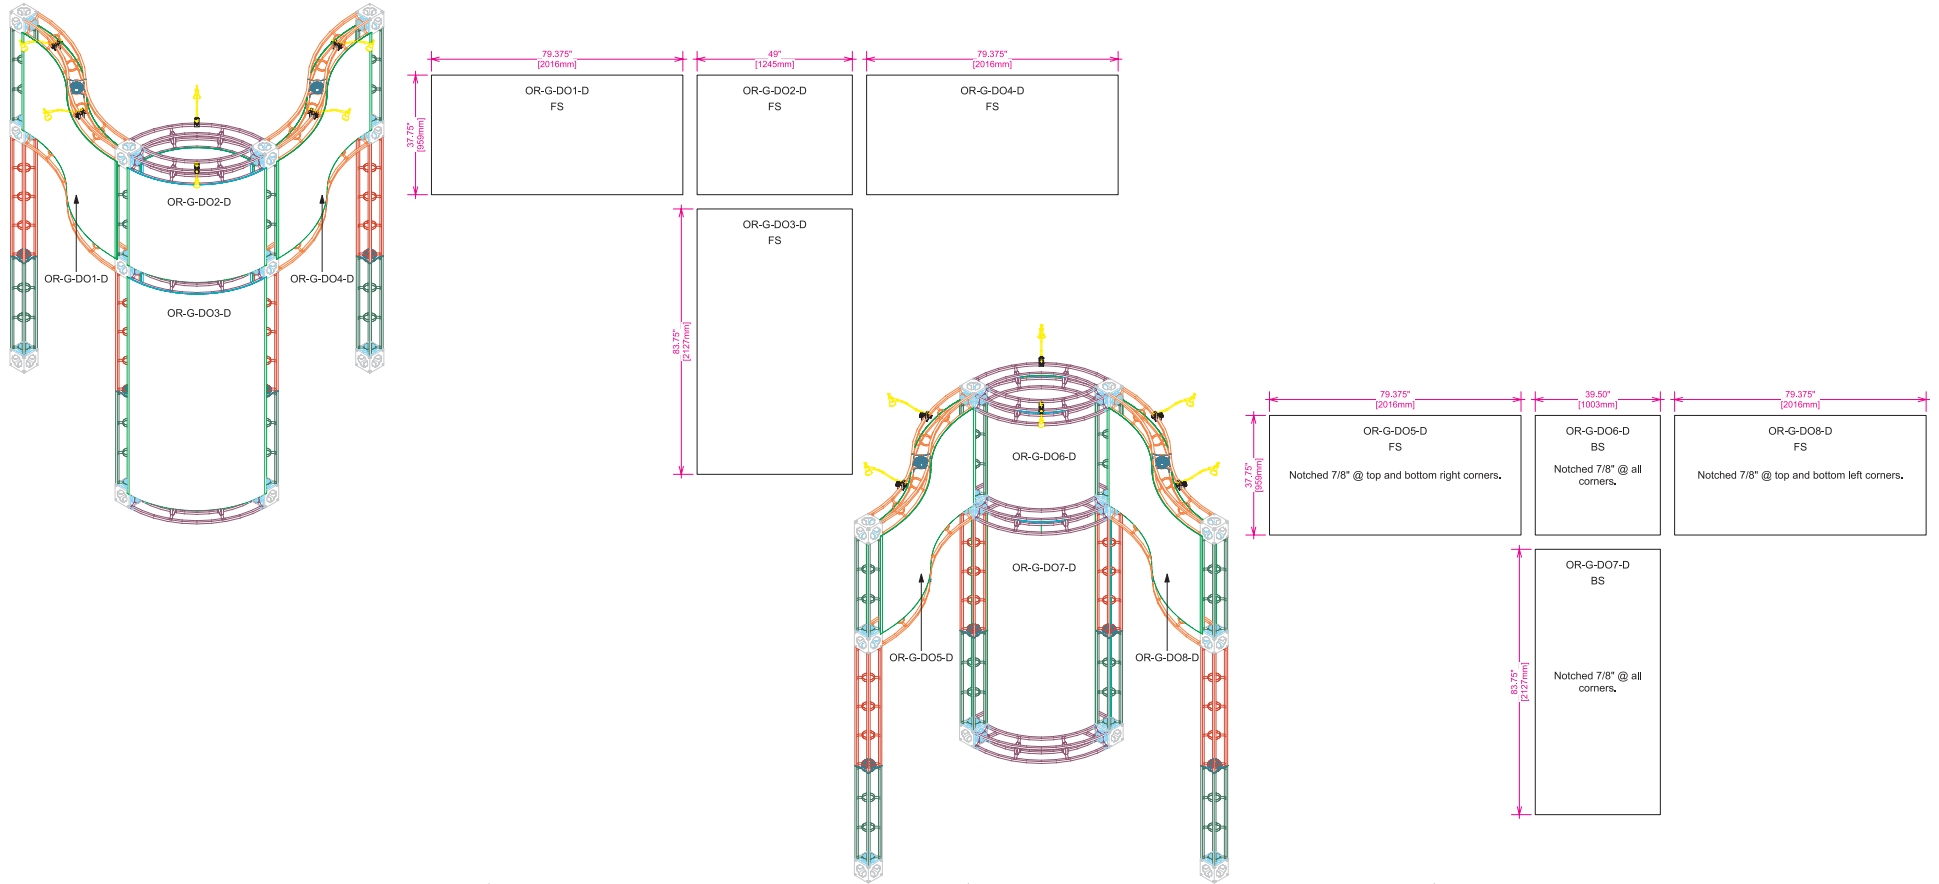 79.375"
[2016mm]
49"
[1245mm]
79.375"
[2016mm]
37.75"
[959mm]
OR-G-DO1-D
FS
OR-G-DO2-D
FS
OR-G-DO4-D
FS
OR-G-DO2-D
OR-G-DO1-D
OR-G-DO4-D
OR-G-DO3-D
83.75"
[2127mm]
OR-G-DO3-D
FS
79.375"
[2016mm]
39.50"
[1003mm]
79.375"
[2016mm]
37.75"
[959mm]
OR-G-DO5-D
FS
Notched 7/8" @ top and bottom right corners.
OR-G-DO6-D
BS
Notched 7/8" @ all
corners.
OR-G-DO8-D
FS
Notched 7/8" @ top and bottom left corners.
OR-G-DO6-D
OR-G-DO7-D
OR-G-DO5-D
OR-G-DO8-D
83.75"
[2127mm]
OR-G-DO7-D
BS
Notched 7/8" @ all
corners.